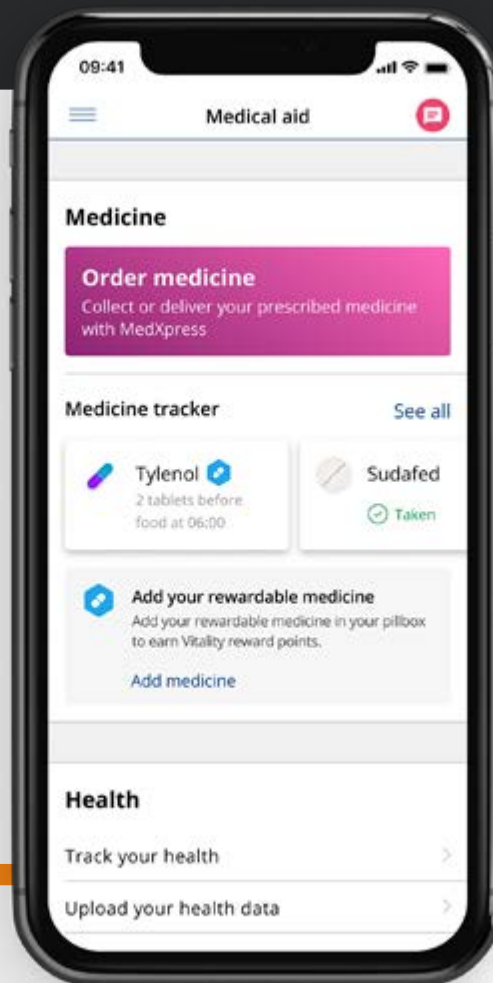 09:41
Medical aid
Medicine
Order medicine
Collect or deliver your prescribed medicine
with MedXpress
Medicine tracker
See all
Tylenol
2 tablets before
food at 06:00
Sudafed
Taken
Add your rewardable medicine
Add your rewardable medicine in your pillbox
to earn Vitality reward points.
Add medicine
Health
Track your health
Upload your health data